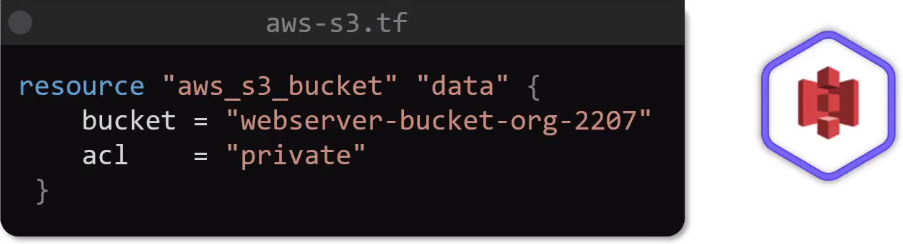 aws-s3.tf
resource "aws_s3_bucket" "data" {
    bucket = "webserver-bucket-org-2207"
    acl    = "private"
 }